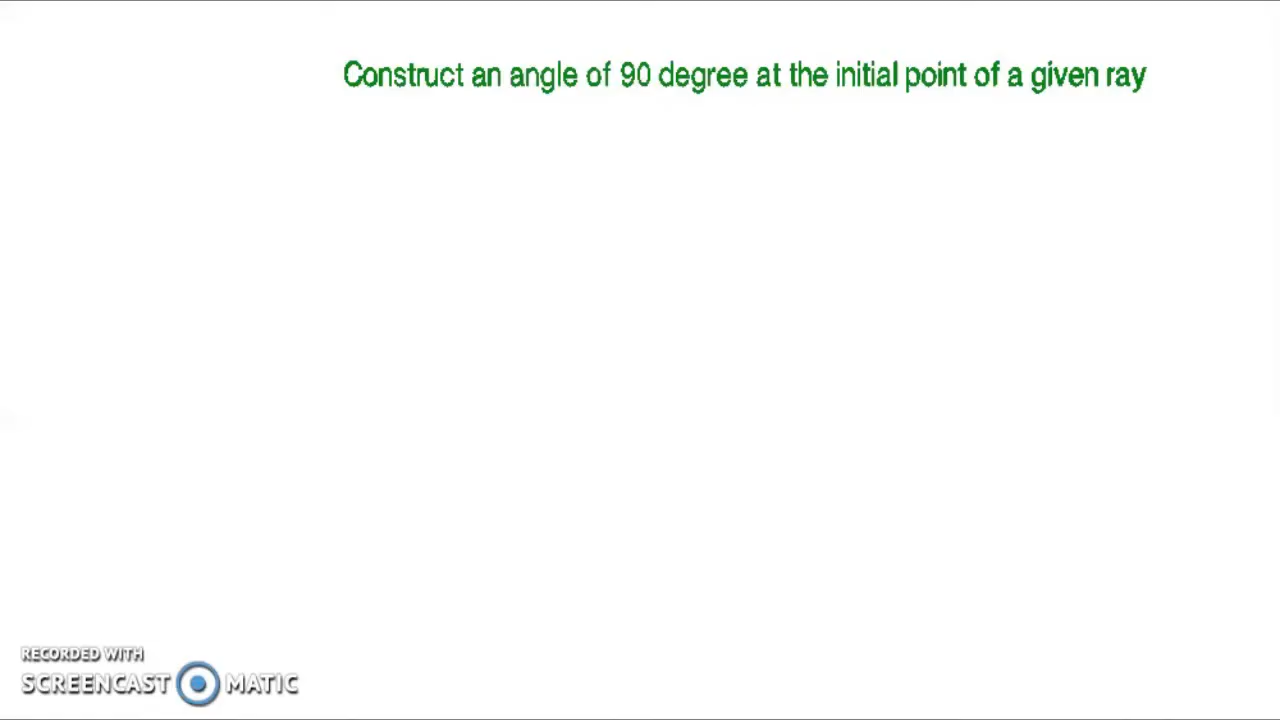 Construct an angle of 90 degree at the initial point of a given ray
RECORDED WITH
SCREENCAST MATIC